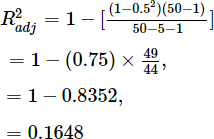 R²_adj = 1 − [(1−0.5²)(50−1) / 50−5−1]
= 1 − (0.75) × 49/44,
= 1 − 0.8352,
= 0.1648